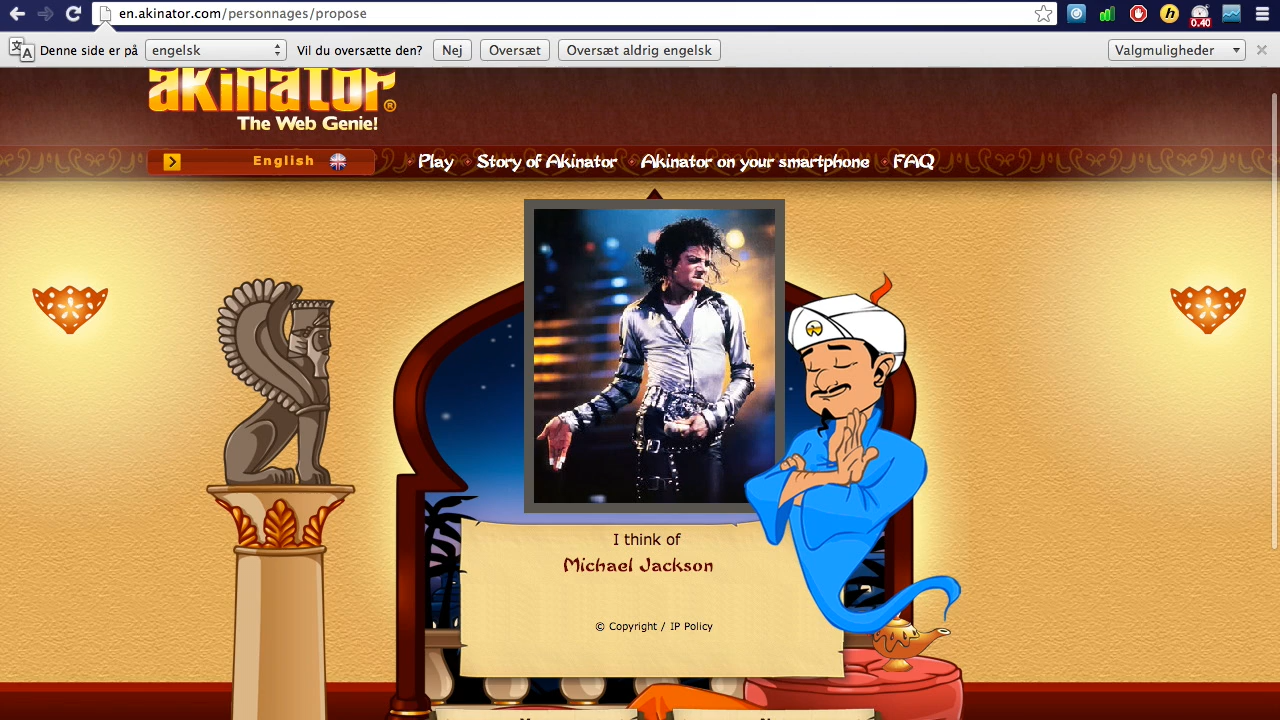 en.akinator.com/personnages/propose
0.40
Denne side er på engelsk Vil du oversætte den? Nej Oversæt Oversæt aldrig engelsk Valgmuligheder
akinator®
The Web Genie!
English Play Story of Akinator Akinator on your smartphone FAQ
I think of
Michael Jackson
© Copyright / IP Policy